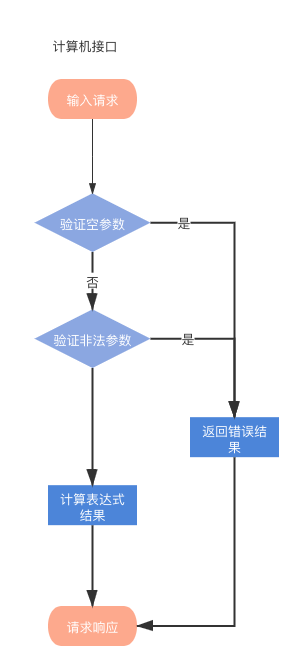 计算机接口
输入请求
验证空参数
是
否
验证非法参数
是
返回错误结
果
计算表达式
结果
请求响应